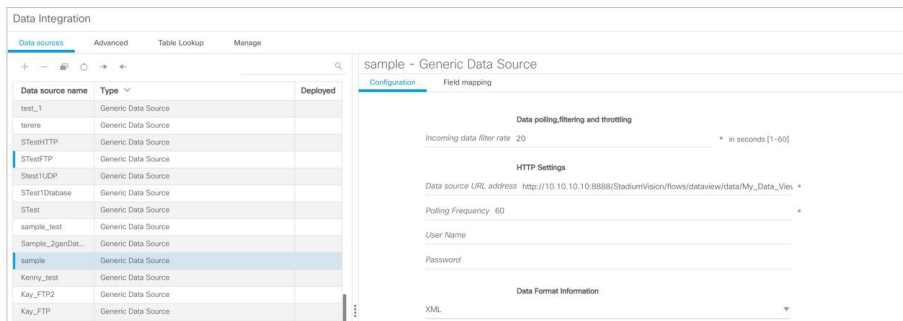 Data Integration
Data sources Advanced Table Lookup Manage
sample - Generic Data Source
Configuration Field mapping
Data source name Type Deployed
test_1 Generic Data Source
terere Generic Data Source
STestHTTP Generic Data Source
STestFTP Generic Data Source
Stest1UDP Generic Data Source
STest1Dtabase Generic Data Source
STest Generic Data Source
sample_test Generic Data Source
Sample_2genDat... Generic Data Source
sample Generic Data Source
Kenny_test Generic Data Source
Kay_FTP2 Generic Data Source
Kay_FTP Generic Data Source
Data polling,filtering and throttling
Incoming data filter rate 20 * in seconds [1-60]
HTTP Settings
Data source URL address http://10.10.10.10:8888/StadiumVision/flows/dataview/data/My_Data_Viev *
Polling Frequency 60 *
User Name
Password
Data Format Information
XML